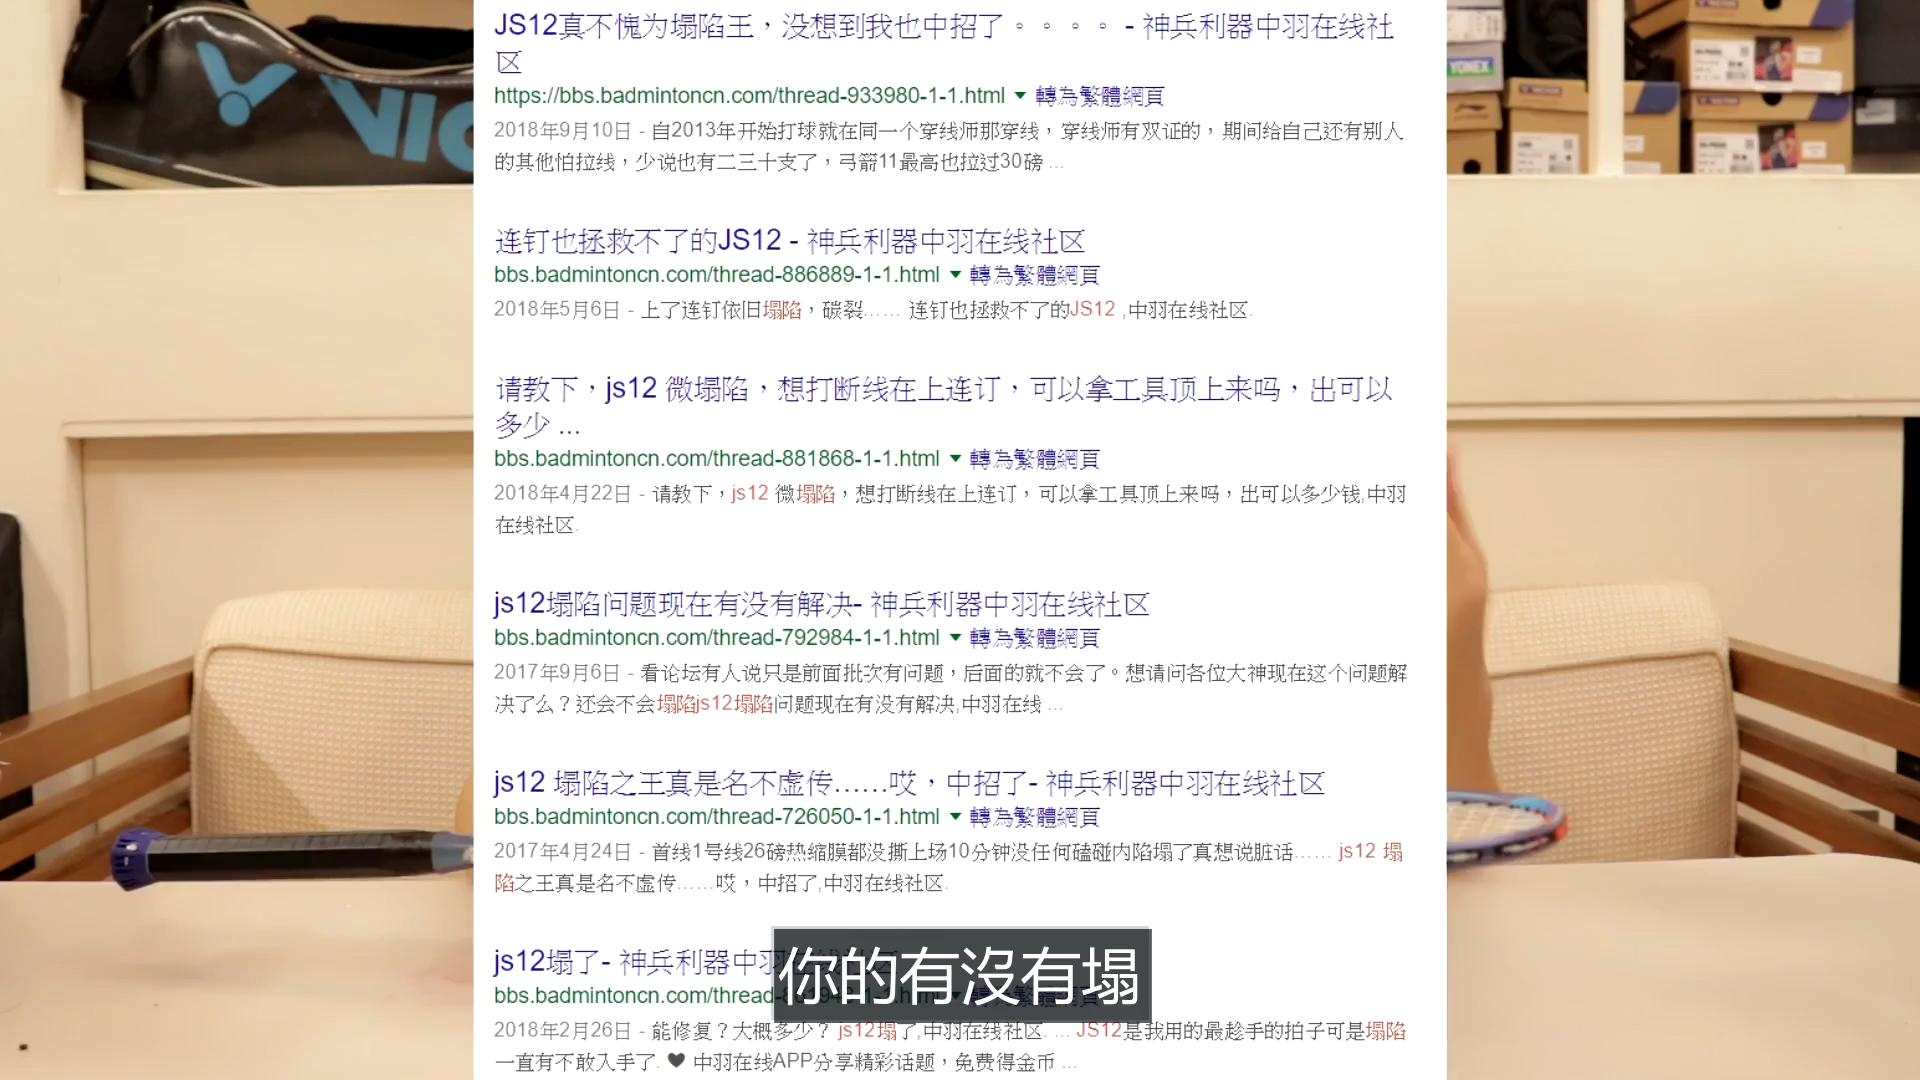 JS12真不愧为塌陷王，没想到我也中招了。。。。 - 神兵利器中羽在线社
区
https://bbs.badmintoncn.com/thread-933980-1-1.html ▼ 轉為繁體網頁
2018年9月10日 - 自2013年开始打球就在同一个穿线师那穿线，穿线师有双证的，期间给自己还有别人
的其他怕拉线，少说也有二三十支了，弓箭11最高也拉过30磅 ...
连钉也拯救不了的JS12 - 神兵利器中羽在线社区
bbs.badmintoncn.com/thread-886889-1-1.html ▼ 轉為繁體網頁
2018年5月6日 - 上了连钉依旧塌陷，碳裂…… 连钉也拯救不了的JS12 ,中羽在线社区.
请教下，js12 微塌陷，想打断线在上连订，可以拿工具顶上来吗，出可以
多少 ...
bbs.badmintoncn.com/thread-881868-1-1.html ▼ 轉為繁體網頁
2018年4月22日 - 请教下，js12 微塌陷，想打断线在上连订，可以拿工具顶上来吗，出可以多少钱,中羽
在线社区.
js12塌陷问题现在有没有解决- 神兵利器中羽在线社区
bbs.badmintoncn.com/thread-792984-1-1.html ▼ 轉為繁體網頁
2017年9月6日 - 看论坛有人说只是前面批次有问题，后面的就不会了。想请问各位大神现在这个问题解
决了么？还会不会塌陷js12塌陷问题现在有没有解决,中羽在线 ...
js12 塌陷之王真是名不虚传……哎，中招了- 神兵利器中羽在线社区
bbs.badmintoncn.com/thread-726050-1-1.html ▼ 轉為繁體網頁
2017年4月24日 - 首线1号线26磅热缩膜都没撕上场10分钟没任何磕碰内陷塌了真想说脏话…… js12 塌
陷之王真是名不虚传……哎，中招了,中羽在线社区.
js12塌了- 神兵利器中羽
bbs.badmintoncn.com/thread-
你的有沒有塌
2018年2月26日 - 能修复？大概多少？ js12塌了,中羽在线社区. ... JS12是我用的最趁手的拍子可是塌陷
一直有不敢入手了. ♥ 中羽在线APP分享精彩话题，免费得金币 ...
VIC
YONEX